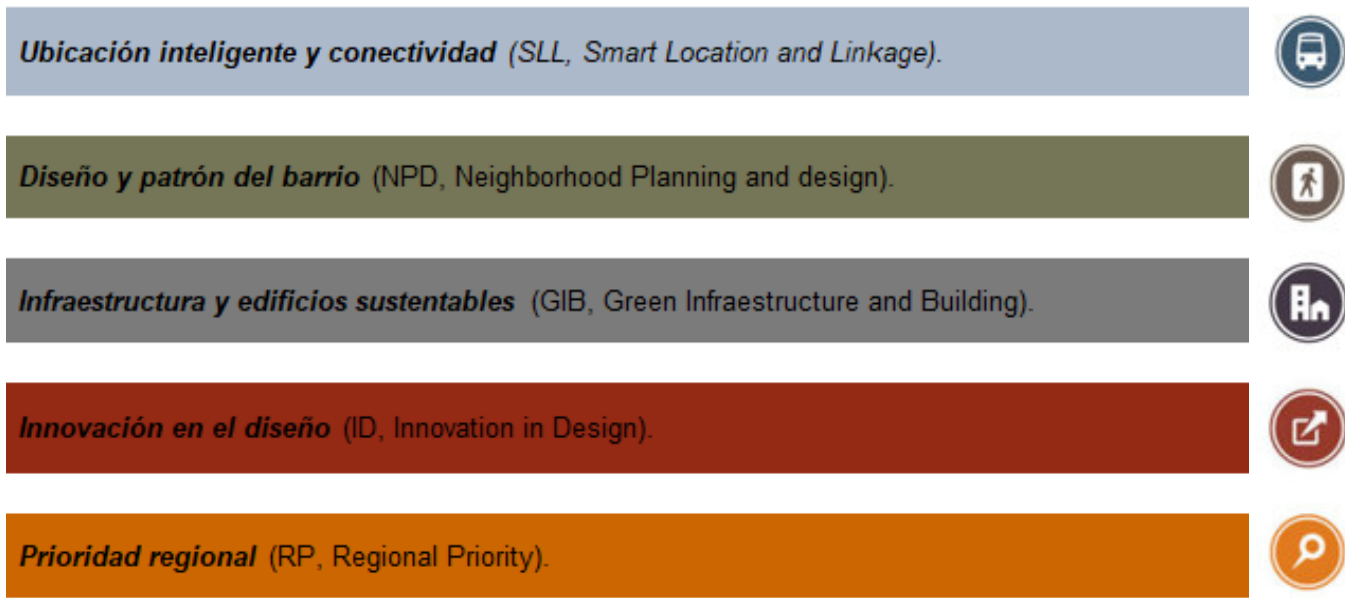 Ubicación inteligente y conectividad (SLL, Smart Location and Linkage).
Diseño y patrón del barrio (NPD, Neighborhood Planning and design).
Infraestructura y edificios sustentables (GIB, Green Infraestructure and Building).
Innovación en el diseño (ID, Innovation in Design).
Prioridad regional (RP, Regional Priority).